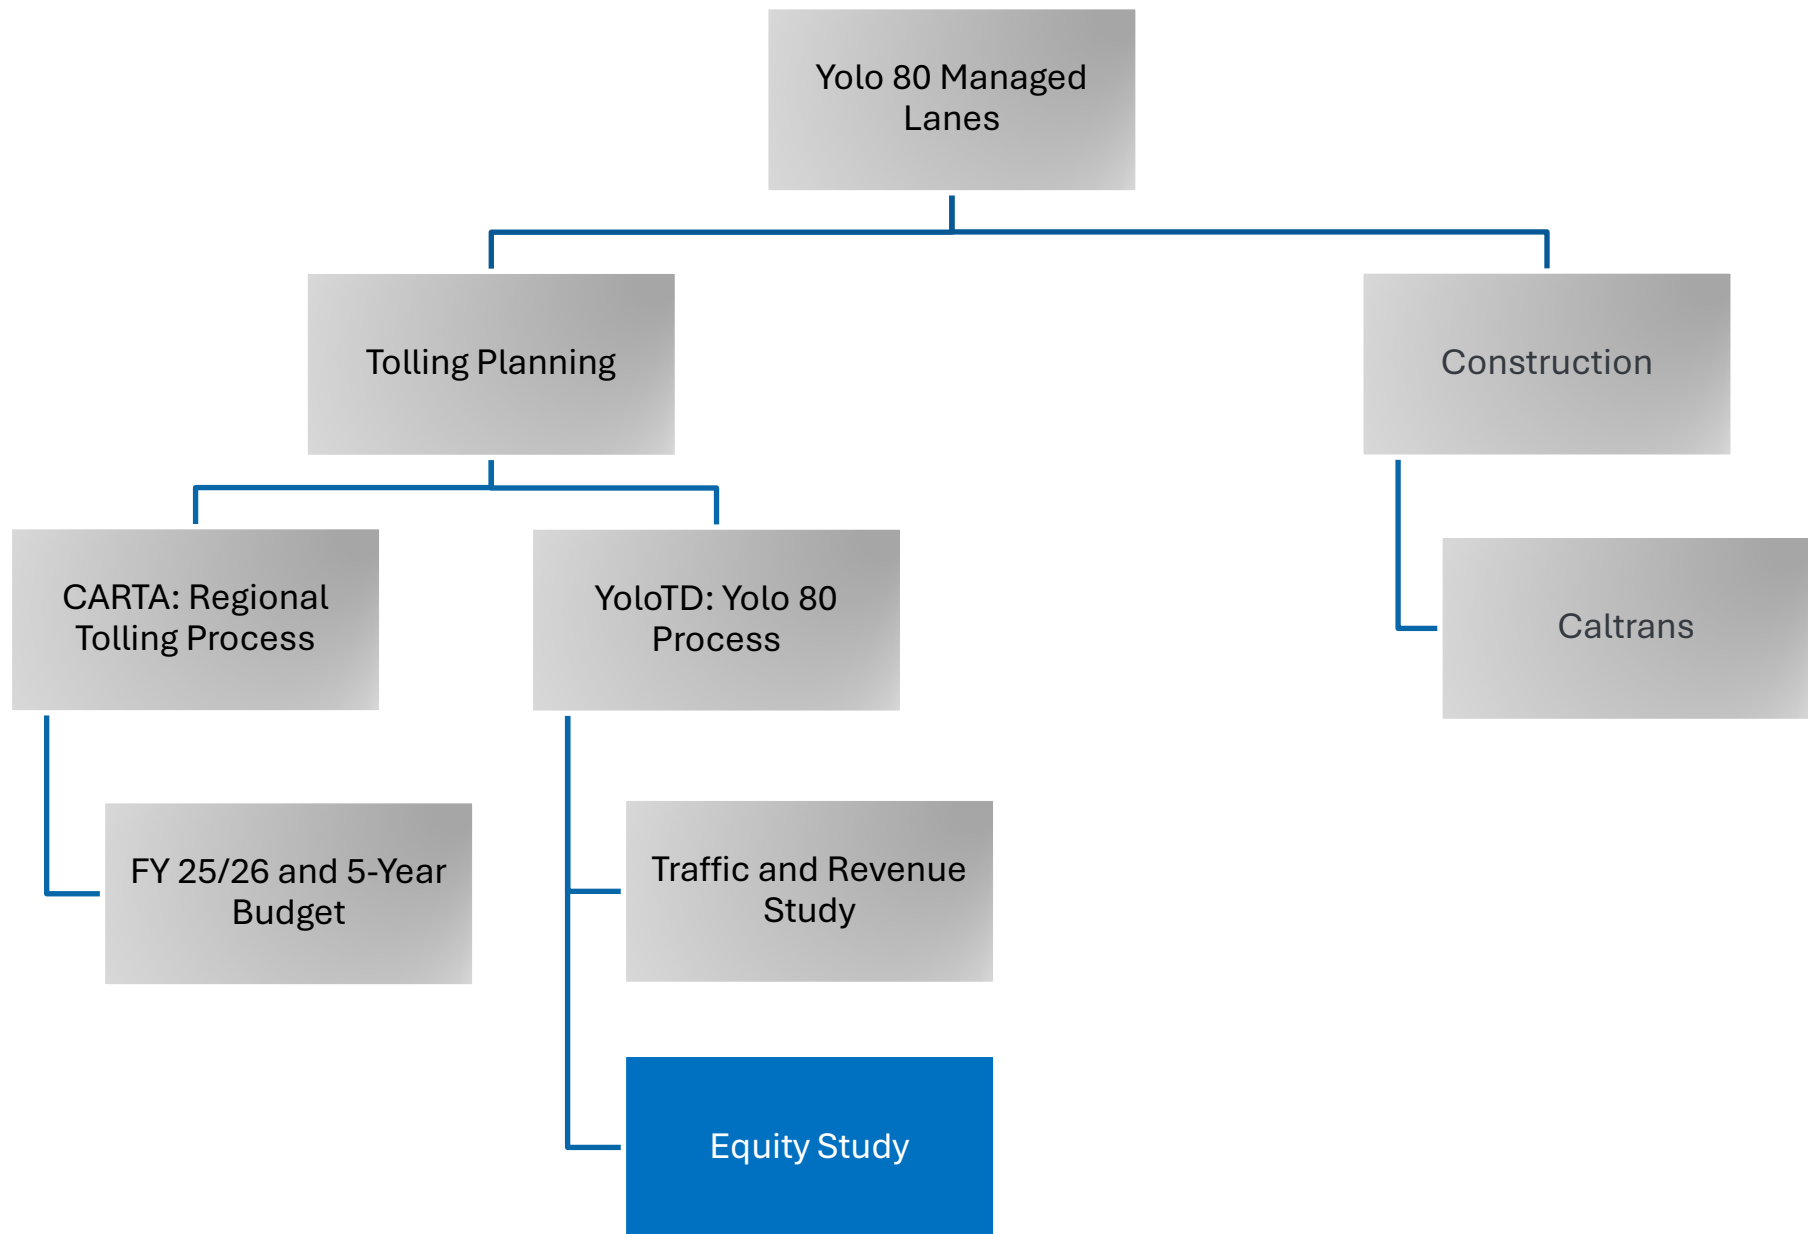 Yolo 80 Managed
Lanes
Tolling Planning
Construction
CARTA: Regional
Tolling Process
YoloTD: Yolo 80
Process
Caltrans
FY 25/26 and 5-Year
Budget
Traffic and Revenue
Study
Equity Study